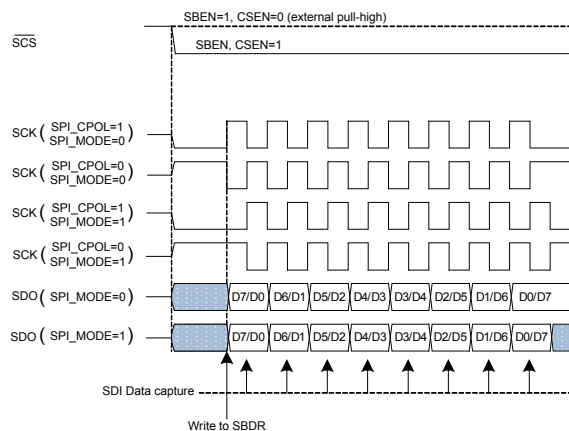 SBEN=1, CSEN=0 (external pull-high)
SCS
SBEN, CSEN=1
SCK ( SPI_CPOL=1
SPI_MODE=0 )
SCK ( SPI_CPOL=0
SPI_MODE=0 )
SCK ( SPI_CPOL=1
SPI_MODE=1 )
SCK ( SPI_CPOL=0
SPI_MODE=1 )
SDO ( SPI_MODE=0 ) D7/D0 D6/D1 D5/D2 D4/D3 D3/D4 D2/D5 D1/D6 D0/D7
SDO ( SPI_MODE=1 ) D7/D0 D6/D1 D5/D2 D4/D3 D3/D4 D2/D5 D1/D6 D0/D7
SDI Data capture
Write to SBDR